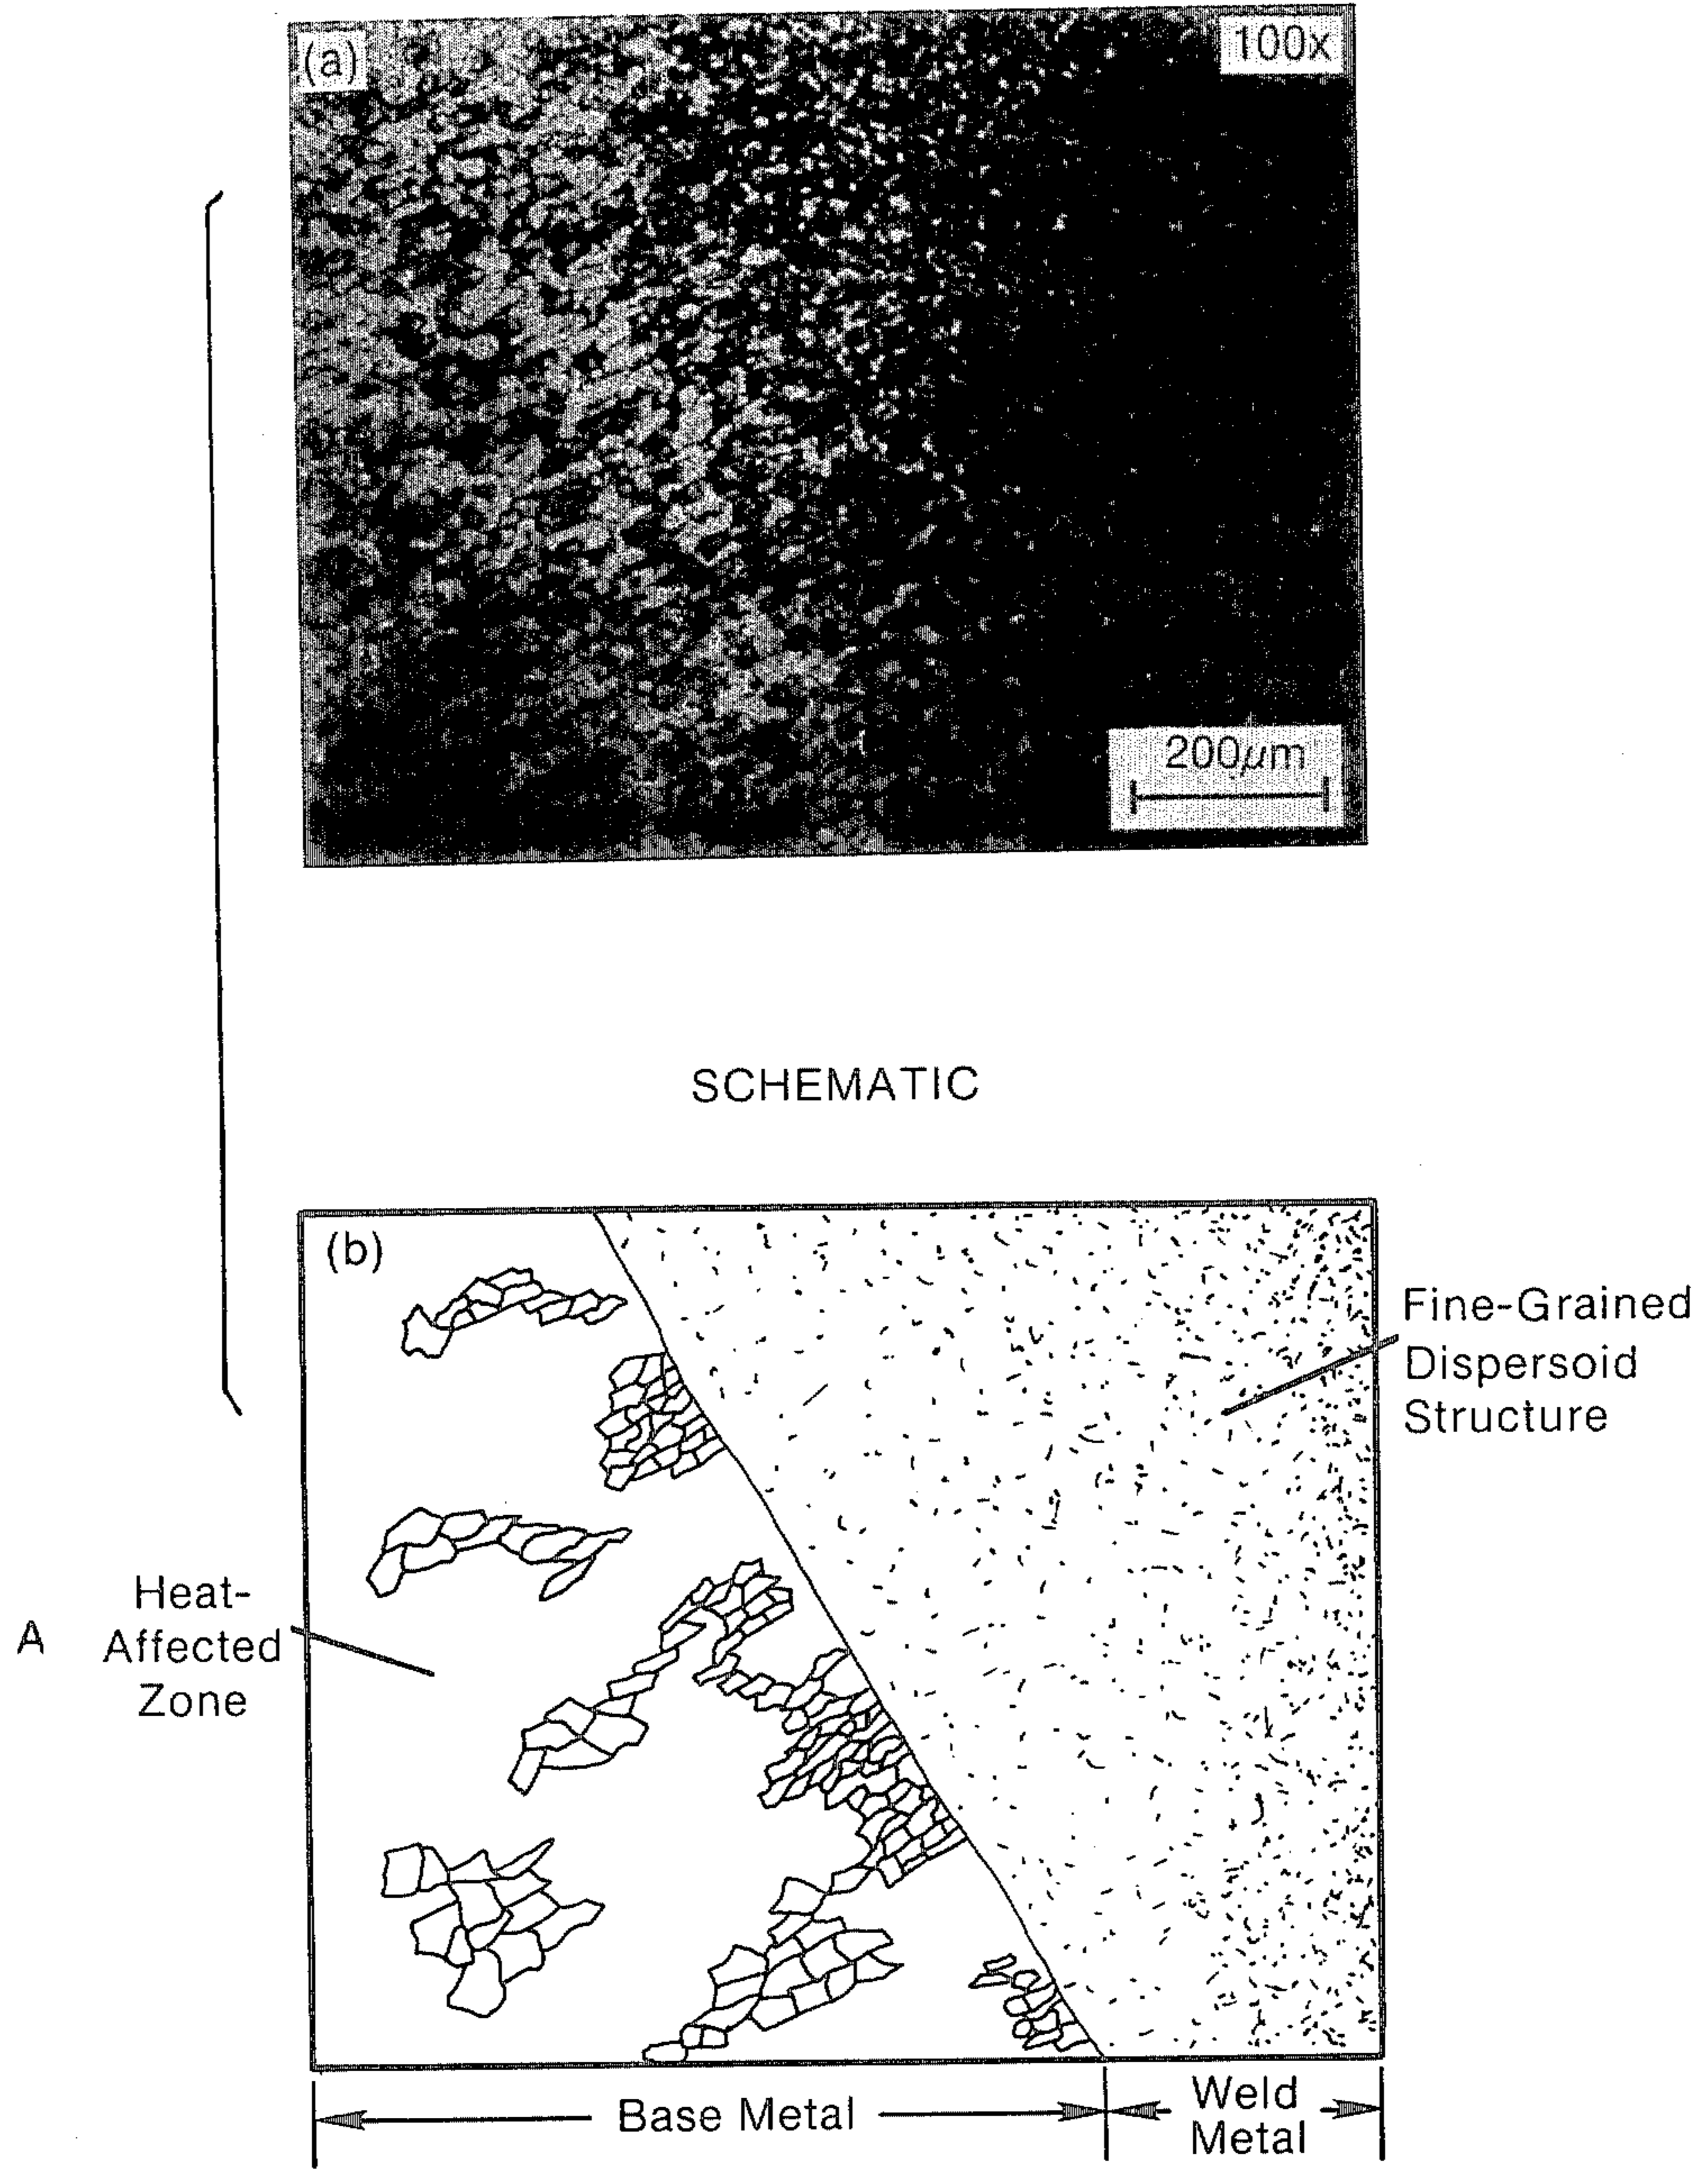 (a)
100x
200μm
SCHEMATIC
(b)
Fine-Grained
Dispersoid
Structure
A
Heat-
Affected
Zone
Base Metal
Weld
Metal